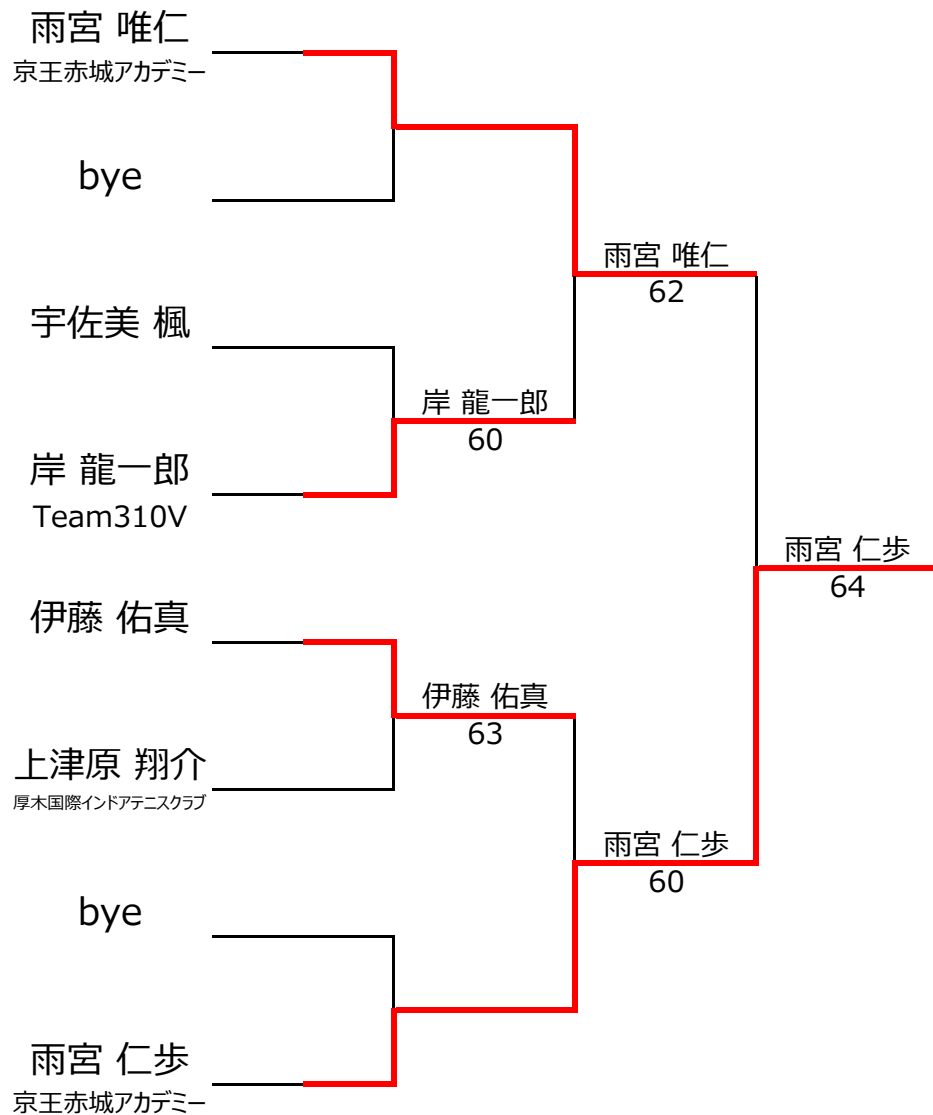 雨宮 唯仁
京王赤城アカデミー
bye
宇佐美 楓
岸 龍一郎
Team310V
伊藤 佑真
上津原 翔介
厚木国際インドアテニスクラブ
bye
雨宮 仁歩
京王赤城アカデミー
岸 龍一郎
60
伊藤 佑真
63
雨宮 唯仁
62
雨宮 仁歩
60
雨宮 仁歩
64